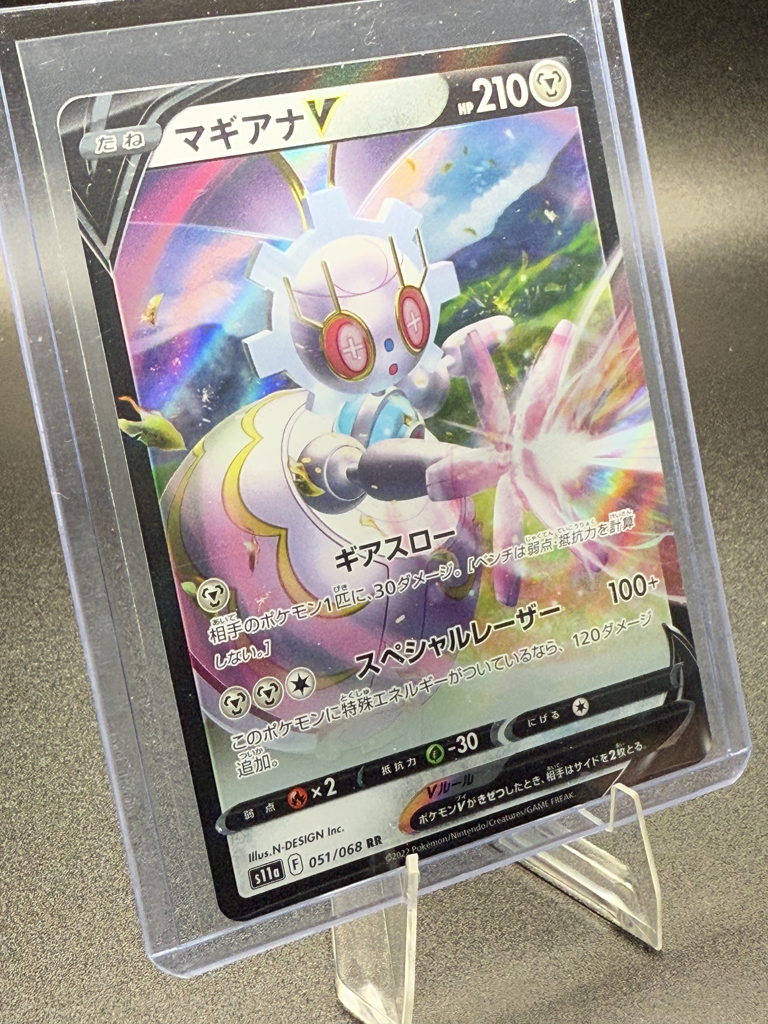 たね マギアナV HP210
ギアスロー
相手のポケモン1匹に、30ダメージ。[ベンチは弱点・抵抗力を計算
しない。]
スペシャルレーザー 100+
このポケモンに特殊エネルギーがついているなら、120ダメージ
追加。
弱点 ×2 抵抗力 -30 にげる
Vルール
ポケモンVがきぜつしたとき、相手はサイドを2枚とる。
Illus. N-DESIGN Inc.
©2022 Pokémon/Nintendo/Creatures/GAME FREAK.
s11a F 051/068 RR